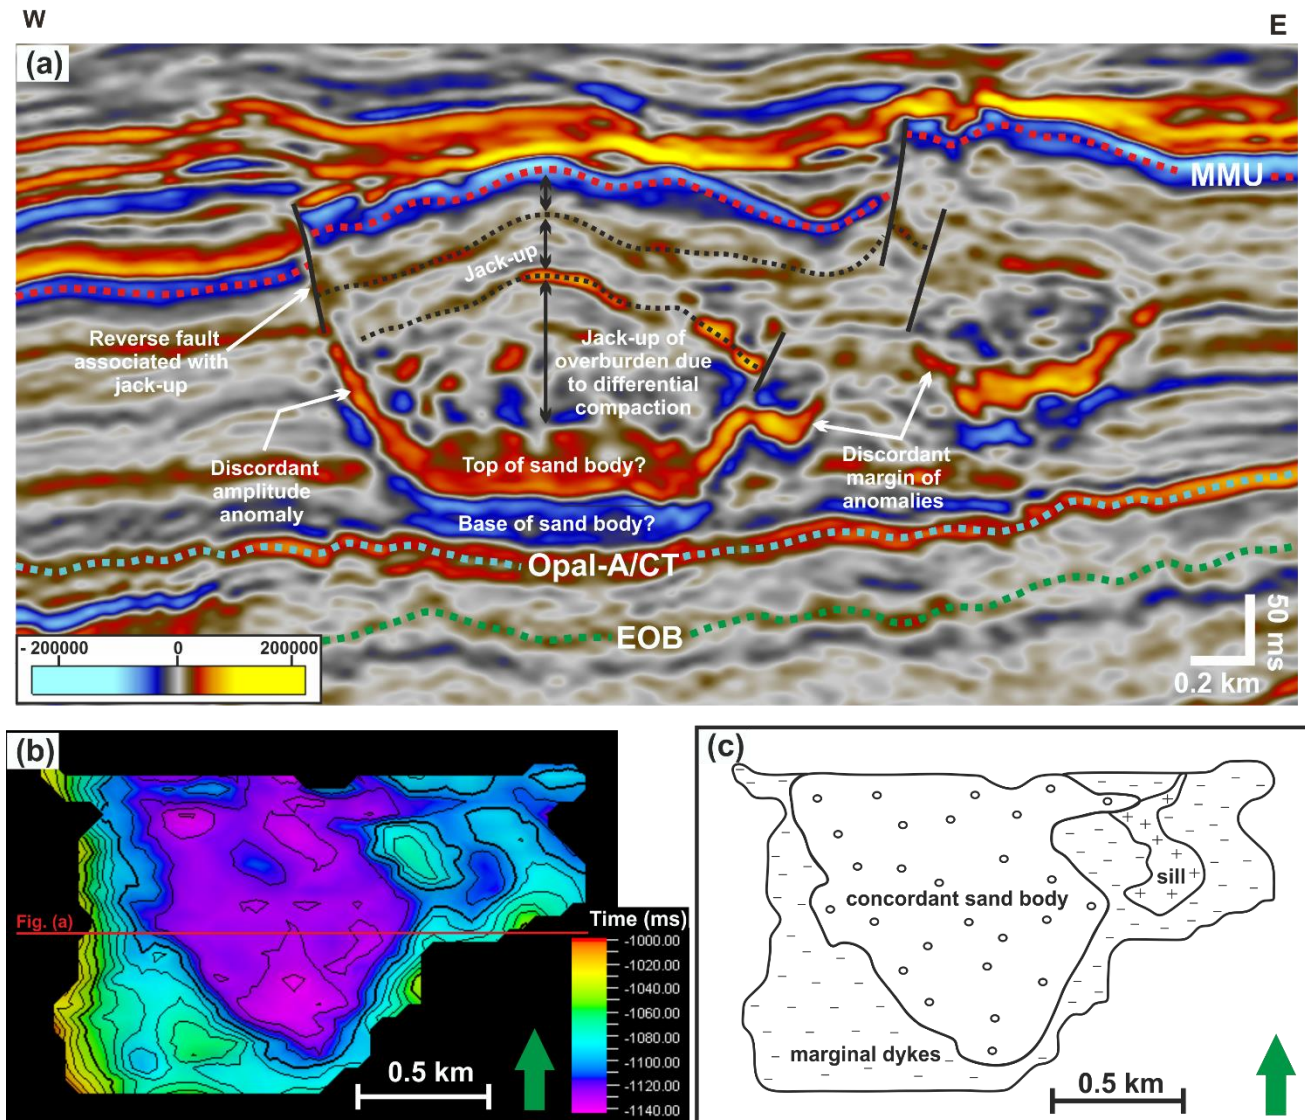 W
E
(a)
MMU
Jack-up
Reverse fault
associated with
jack-up
Jack-up of
overburden due
to differential
compaction
Discordant
amplitude
anomaly
Top of sand body?
Discordant
margin of
anomalies
Base of sand body?
Opal-A/CT
EOB
50 ms
0.2 km
- 200000
0
200000
(b)
Fig. (a)
Time (ms)
-1000.00
-1020.00
-1040.00
-1060.00
-1080.00
-1100.00
-1120.00
-1140.00
0.5 km
(c)
concordant sand body
sill
marginal dykes
0.5 km